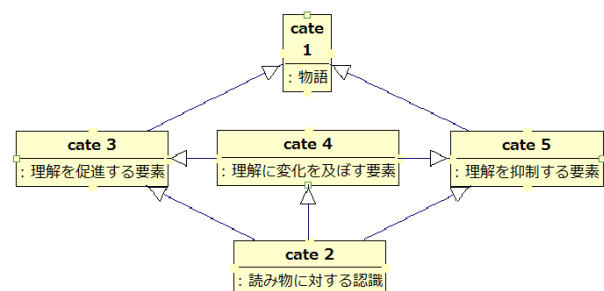 cate
1
: 物語
cate 3
: 理解を促進する要素
cate 4
: 理解に変化を及ぼす要素
cate 5
: 理解を抑制する要素
cate 2
: 読み物に対する認識